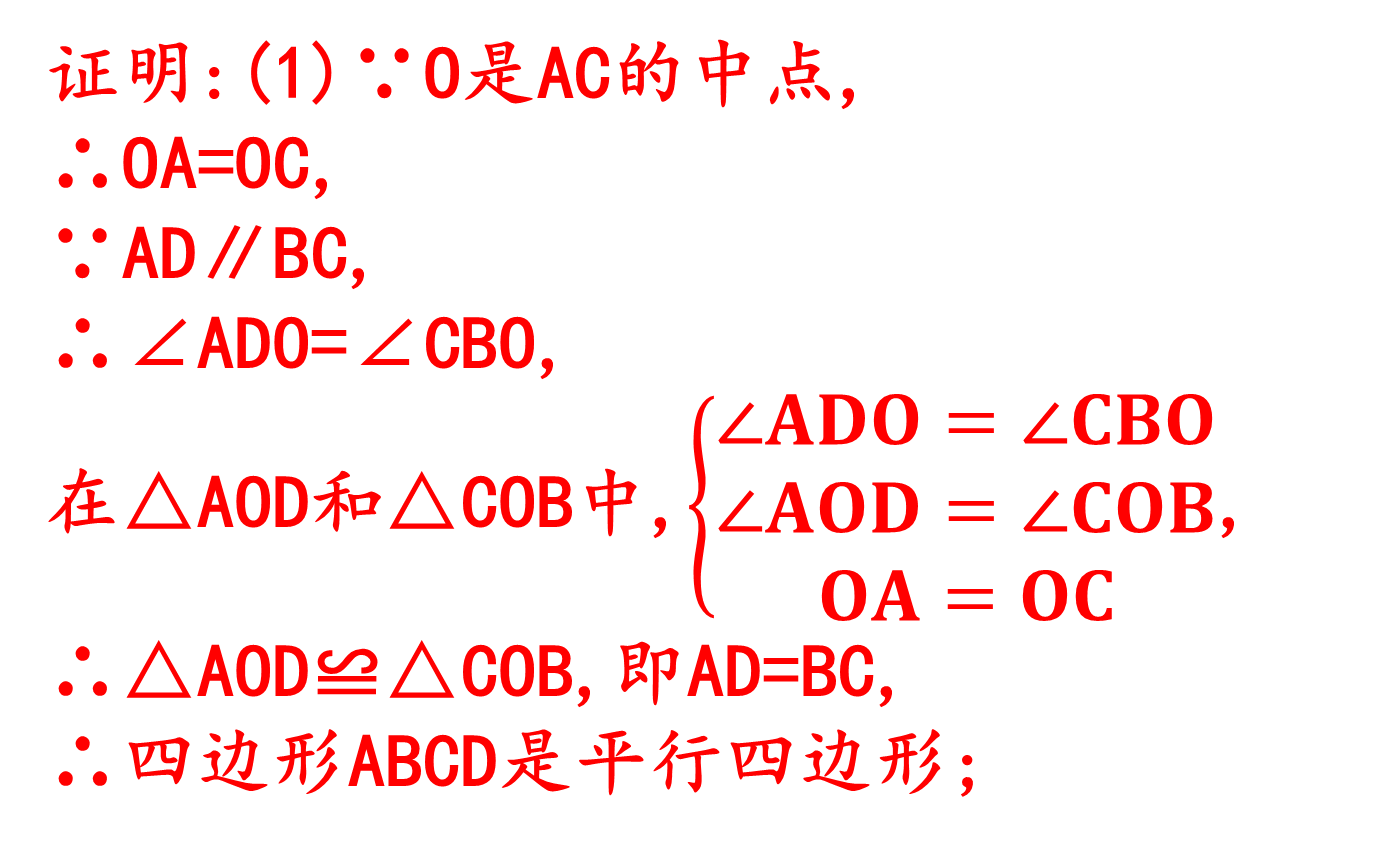 证明:(1)∵O是AC的中点,
∴OA=OC,
∵AD∥BC,
∴∠ADO=∠CBO,
在△AOD和△COB中,{∠ADO = ∠CBO
∠AOD = ∠COB,
OA = OC
∴△AOD≌△COB,即AD=BC,
∴四边形ABCD是平行四边形;